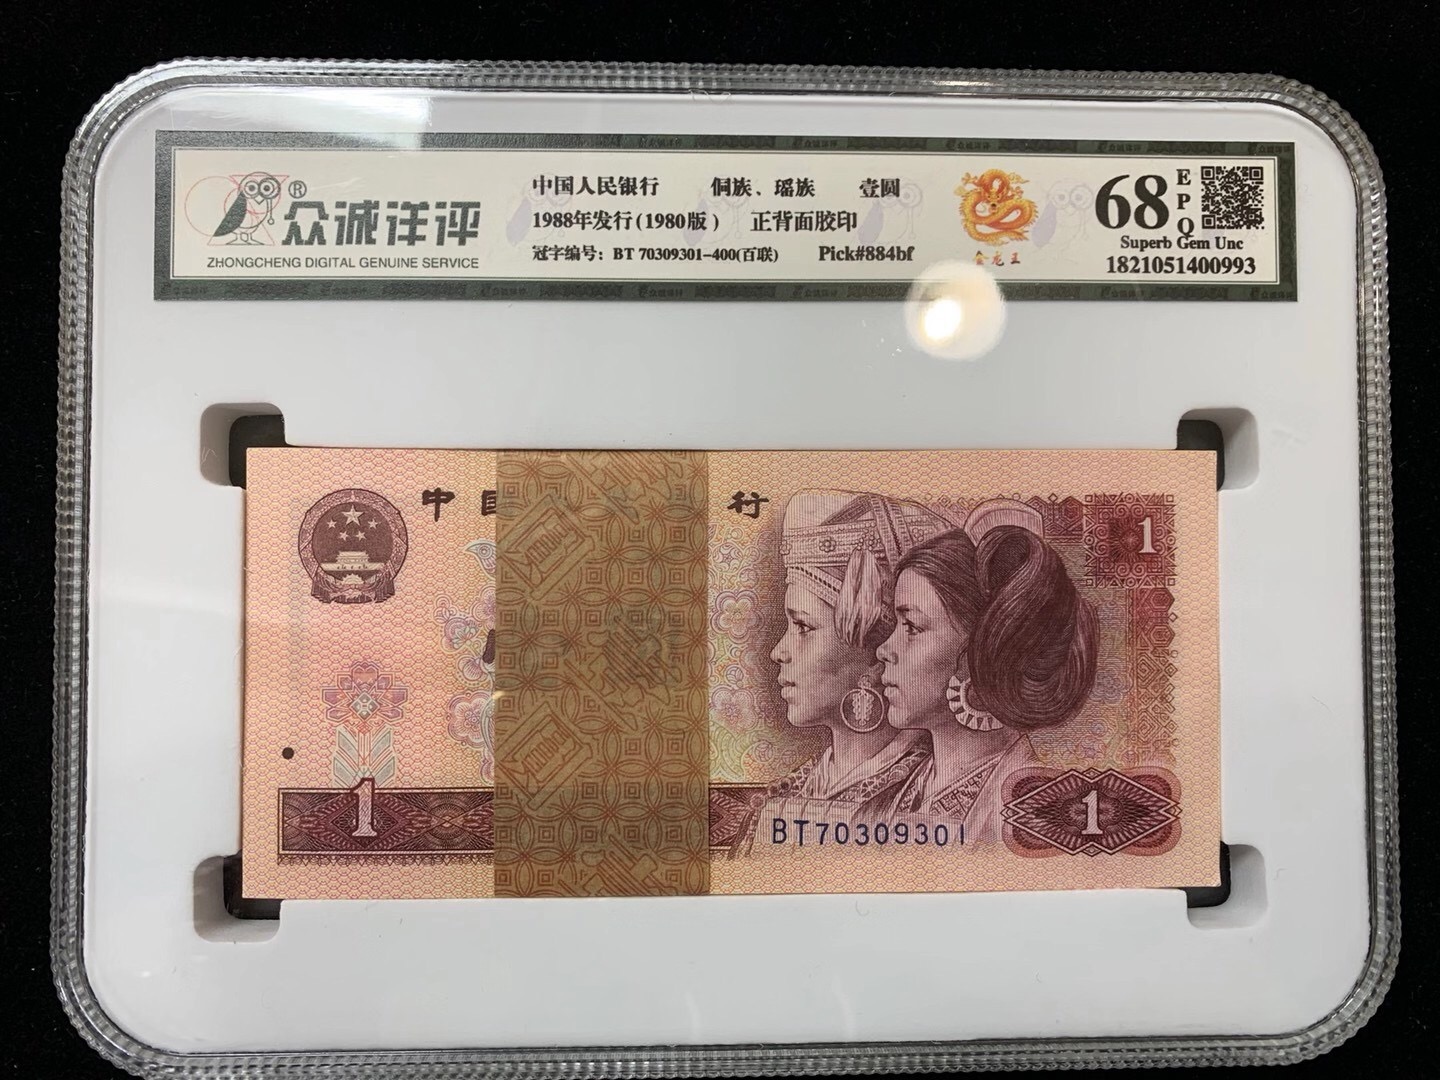 众诚洋评®
ZHONGCHENG DIGITAL GENUINE SERVICE
中国人民银行 侗族、瑶族 壹圆
1988年发行(1980版) 正背面胶印
冠字编号: BT 70309301-400(百联) Pick#884bf
金龙王
68 EPQ
Superb Gem Unc
1821051400993
中国 行
1
1
BT70309301
1